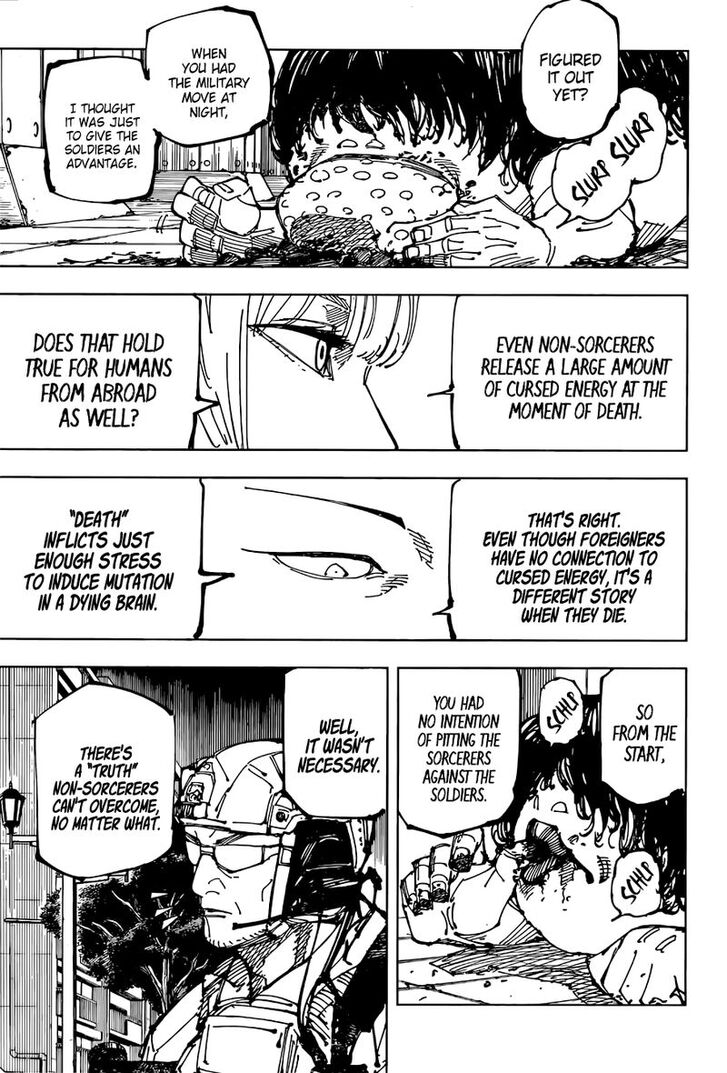 FIGURED
IT OUT
YET?
SLURP SLURP
WHEN
YOU HAD
THE MILITARY
MOVE AT
NIGHT,
I THOUGHT
IT WAS JUST
TO GIVE THE
SOLDIERS AN
ADVANTAGE.
EVEN NON-SORCERERS
RELEASE A LARGE AMOUNT
OF CURSED ENERGY AT THE
MOMENT OF DEATH.
DOES THAT HOLD
TRUE FOR HUMANS
FROM ABROAD
AS WELL?
THAT'S RIGHT.
EVEN THOUGH FOREIGNERS
HAVE NO CONNECTION TO
CURSED ENERGY, IT'S A
DIFFERENT STORY
WHEN THEY DIE.
"DEATH"
INFLICTS JUST
ENOUGH STRESS
TO INDUCE MUTATION
IN A DYING BRAIN.
SO
FROM THE
START,
SCHLP
YOU HAD
NO INTENTION
OF PITTING THE
SORCERERS
AGAINST THE
SOLDIERS.
SCHLP
WELL,
IT WASN'T
NECESSARY.
THERE'S
A "TRUTH"
NON-SORCERERS
CAN'T OVERCOME,
NO MATTER WHAT.